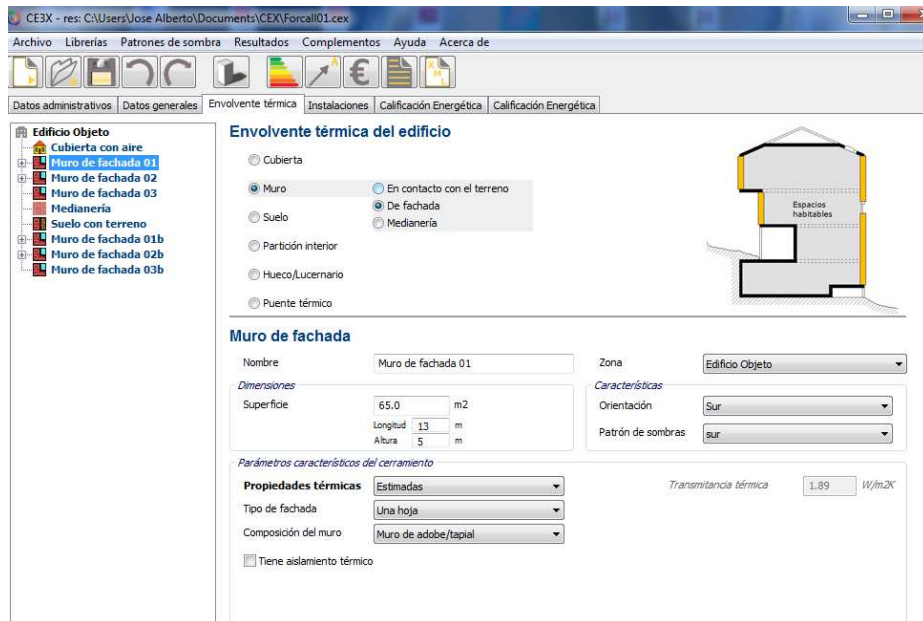 CE3X - res: C:\Users\Jose Alberto\Documents\CEX\Forcall01.cex
Archivo Librerías Patrones de sombra Resultados Complementos Ayuda Acerca de
Datos administrativos Datos generales Envolvente térmica Instalaciones Calificación Energética Calificación Energética
Edificio Objeto
Cubierta con aire
Muro de fachada 01
Muro de fachada 02
Muro de fachada 03
Medianería
Suelo con terreno
Muro de fachada 01b
Muro de fachada 02b
Muro de fachada 03b
Envolvente térmica del edificio
Cubierta
Muro
En contacto con el terreno
De fachada
Suelo
Medianería
Partición interior
Hueco/Lucernario
Puente térmico
Espacios
habitables
Muro de fachada
Nombre Muro de fachada 01 Zona Edificio Objeto
Dimensiones Características
Superficie 65.0 m2 Orientación Sur
Longitud 13 m
Patrón de sombras sur
Altura 5 m
Parámetros característicos del cerramiento
Propiedades térmicas Estimadas Transmitancia térmica 1.89 W/m2K
Tipo de fachada Una hoja
Composición del muro Muro de adobe/tapial
Tiene aislamiento térmico